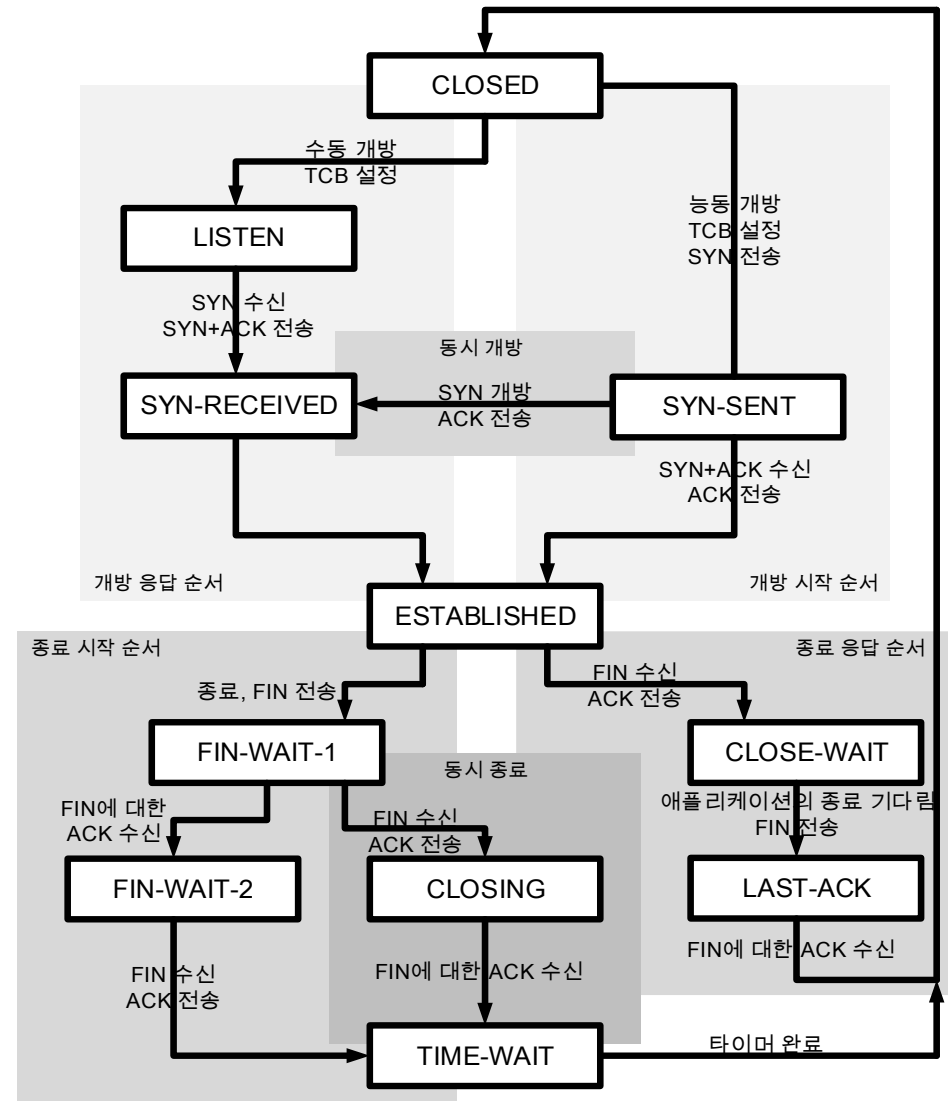 CLOSED
수동 개방
TCB 설정
LISTEN
능동 개방
TCB 설정
SYN 전송
SYN 수신
SYN+ACK 전송
동시 개방
SYN-RECEIVED
SYN 개방
ACK 전송
SYN-SENT
SYN+ACK 수신
ACK 전송
개방 응답 순서
개방 시작 순서
ESTABLISHED
종료 시작 순서
종료 응답 순서
종료, FIN 전송
FIN 수신
ACK 전송
FIN-WAIT-1
동시 종료
CLOSE-WAIT
FIN에 대한
ACK 수신
FIN 수신
ACK 전송
애플리케이션의 종료 기다림
FIN 전송
FIN-WAIT-2
CLOSING
LAST-ACK
FIN 수신
ACK 전송
FIN에 대한 ACK 수신
FIN에 대한 ACK 수신
TIME-WAIT
타이머 완료